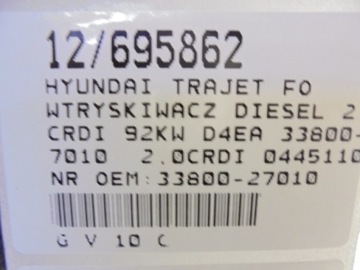 12/695862
HYUNDAI TRAJET FO
WTRYSKIWACZ DIESEL 2
CRDI 92KW D4EA 33800-
7010 2.0CRDI 0445110
NR OEM:33800-27010
G V 10 C